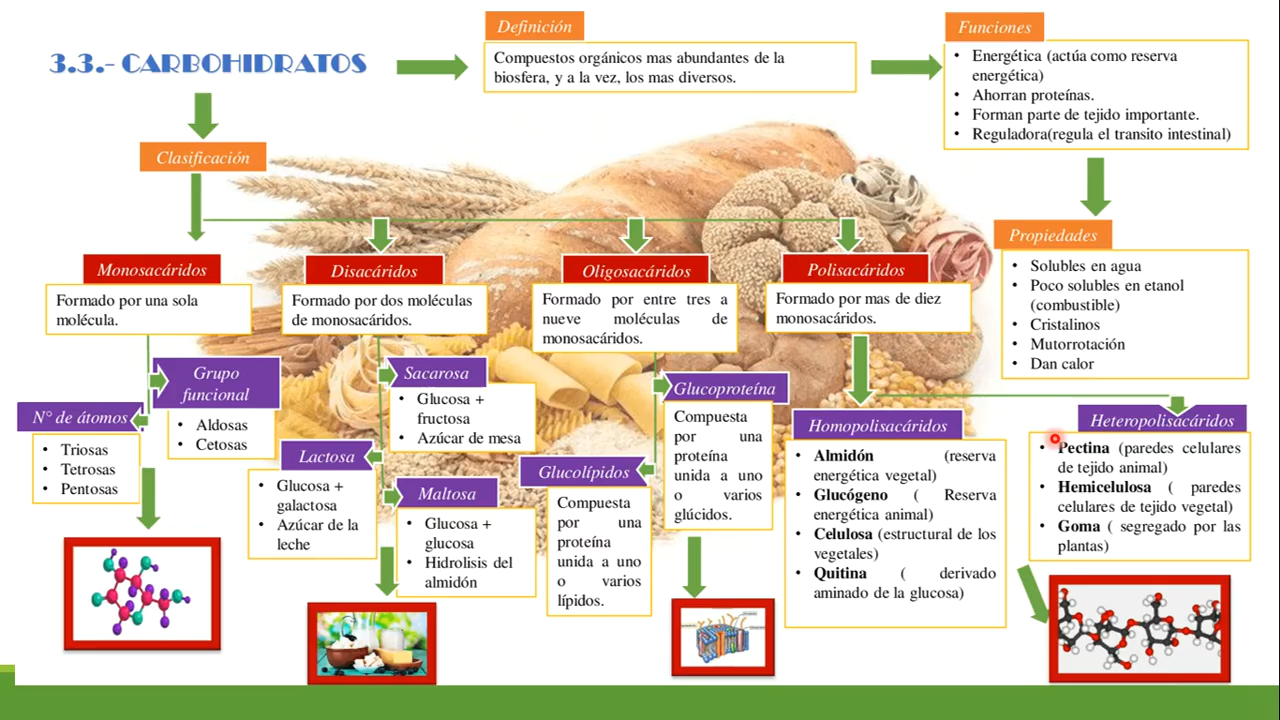 3.3.- CARBOHIDRATOS
Definición
Compuestos orgánicos mas abundantes de la
biosfera, y a la vez, los mas diversos.
Funciones
• Energética (actúa como reserva
energética)
• Ahorran proteínas.
• Forman parte de tejido importante.
• Reguladora(regula el transito intestinal)
Propiedades
• Solubles en agua
• Poco solubles en etanol
(combustible)
• Cristalinos
• Mutorrotación
• Dan calor
Clasificación
Monosacáridos
Formado por una sola
molécula.
Grupo
funcional
• Aldosas
• Cetosas
N° de átomos
• Triosas
• Tetrosas
• Pentosas
Disacáridos
Formado por dos moléculas
de monosacáridos.
Sacarosa
• Glucosa +
fructosa
• Azúcar de mesa
Lactosa
• Glucosa +
galactosa
• Azúcar de la
leche
Maltosa
• Glucosa +
glucosa
• Hidrolisis del
almidón
Oligosacáridos
Formado por entre tres a
nueve moléculas de
monosacáridos.
Glucoproteína
Compuesta
por una
proteína
unida a uno
o varios
glúcidos.
Glucolípidos
Compuesta
por una
proteína
unida a uno
o varios
lípidos.
Polisacáridos
Formado por mas de diez
monosacáridos.
Homopolisacáridos
• Almidón (reserva
energética vegetal)
• Glucógeno ( Reserva
energética animal)
• Celulosa (estructural de los
vegetales)
• Quitina ( derivado
aminado de la glucosa)
Heteropolisacáridos
• Pectina (paredes celulares
de tejido animal)
• Hemicelulosa ( paredes
celulares de tejido vegetal)
• Goma ( segregado por las
plantas)